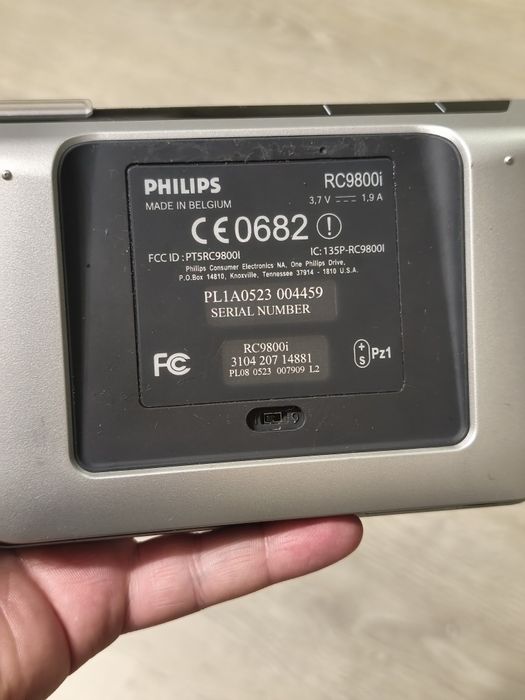 PHILIPS
RC9800i
MADE IN BELGIUM
3,7 V 1,9 A
CE 0682
FCC ID : PT5RC9800I
IC: 135P-RC9800I
Philips Consumer Electronics NA, One Philips Drive,
P.O.Box 14810, Knoxville, Tennessee 37914 - 1810 U.S.A.
PL1A0523 004459
SERIAL NUMBER
RC9800i
3104 207 14881
PL08 0523 007909 L2
FC
+
S
Pz1